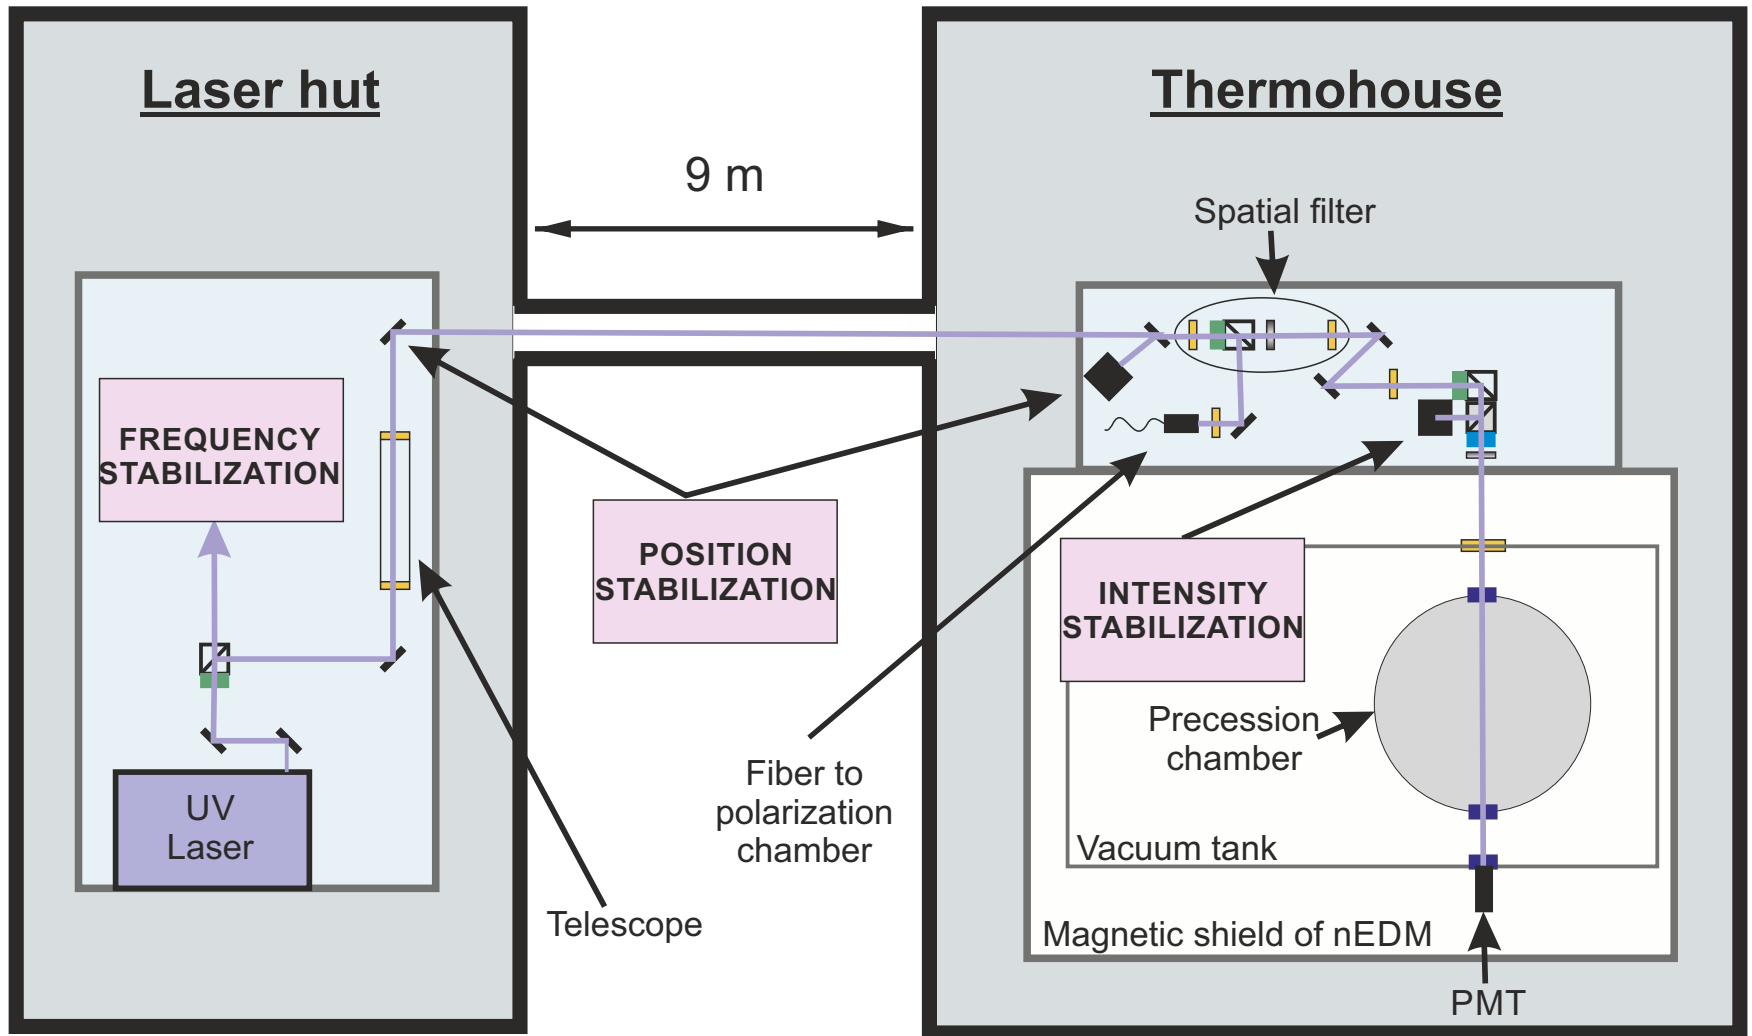 Laser hut
Thermohouse
9 m
Spatial filter
FREQUENCY
STABILIZATION
POSITION
STABILIZATION
INTENSITY
STABILIZATION
Precession
chamber
Fiber to
polarization
chamber
UV
Laser
Vacuum tank
Telescope
Magnetic shield of nEDM
PMT